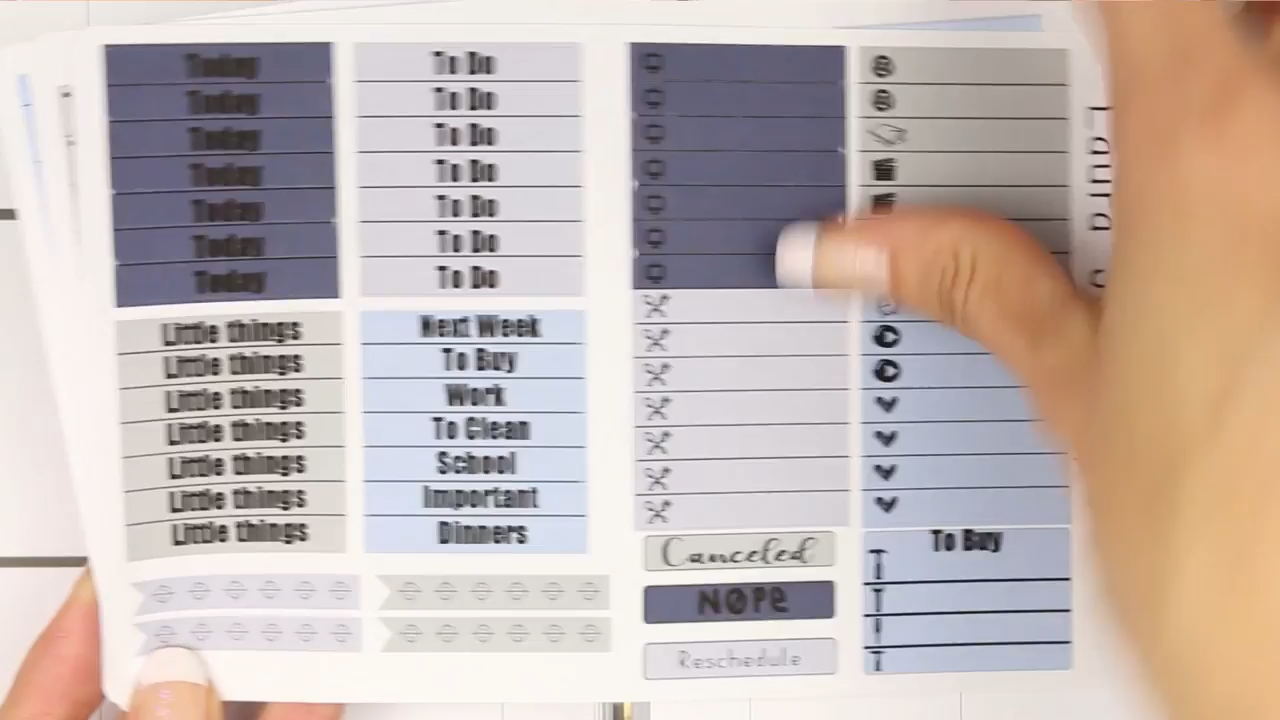 Today
Today
Today
Today
Today
Today
Today
To Do
To Do
To Do
To Do
To Do
To Do
To Do
Little things
Little things
Little things
Little things
Little things
Little things
Little things
Next Week
To Buy
Work
To Clean
School
Important
Dinners
Canceled
NOPE
Reschedule
To Buy